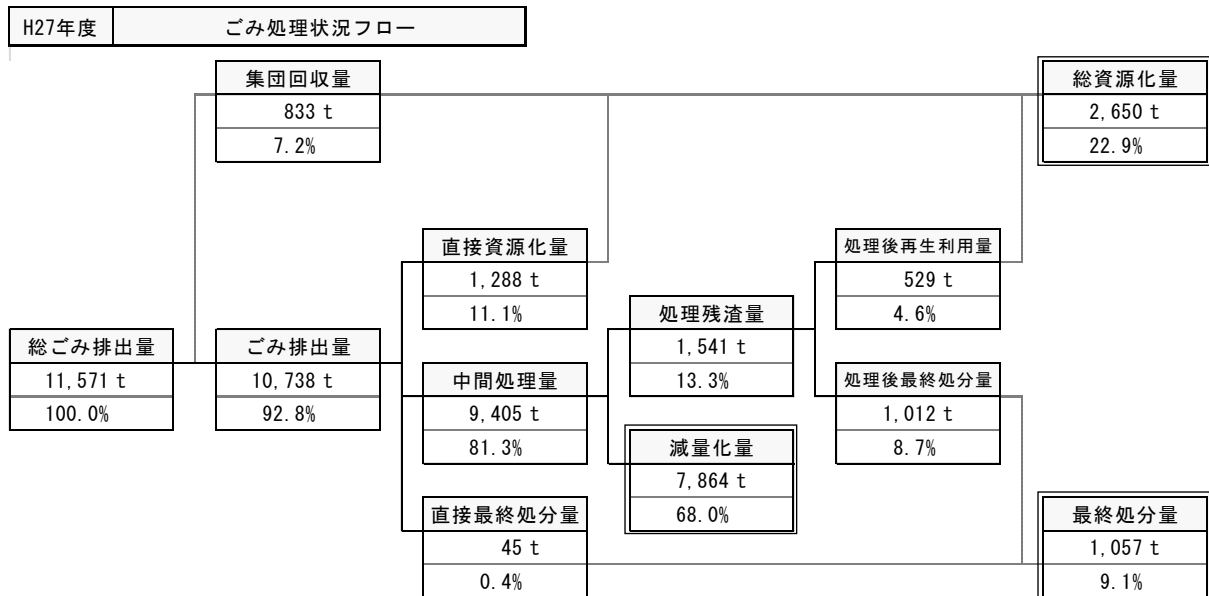 H27年度 ごみ処理状況フロー
集団回収量
833 t
7.2%
総資源化量
2,650 t
22.9%
直接資源化量
1,288 t
11.1%
処理後再生利用量
529 t
4.6%
処理残渣量
1,541 t
13.3%
総ごみ排出量
11,571 t
100.0%
ごみ排出量
10,738 t
92.8%
中間処理量
9,405 t
81.3%
処理後最終処分量
1,012 t
8.7%
減量化量
7,864 t
68.0%
直接最終処分量
45 t
0.4%
最終処分量
1,057 t
9.1%